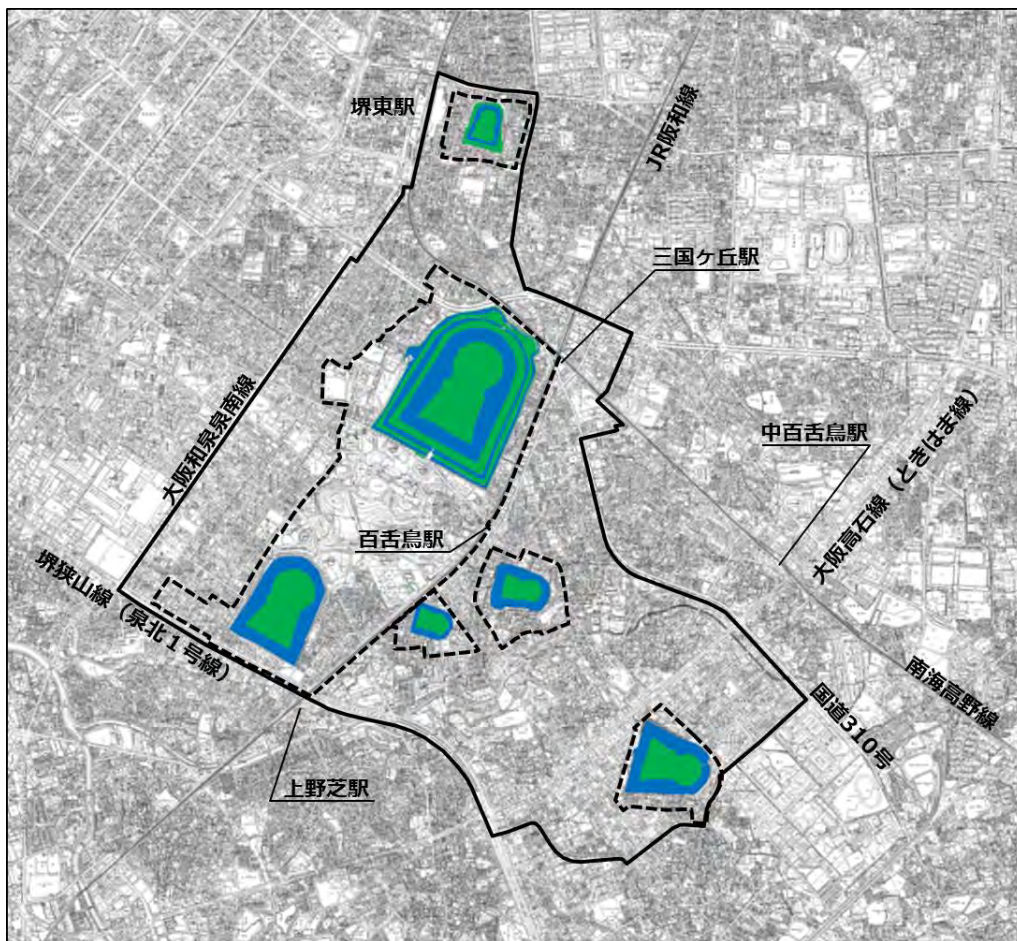 堺東駅
JR阪和線
三国ヶ丘駅
大阪和泉泉南線
中百舌鳥駅
大阪高石線（ときはま線）
百舌鳥駅
堺狭山線（泉北１号線）
南海高野線
国道310号
上野芝駅